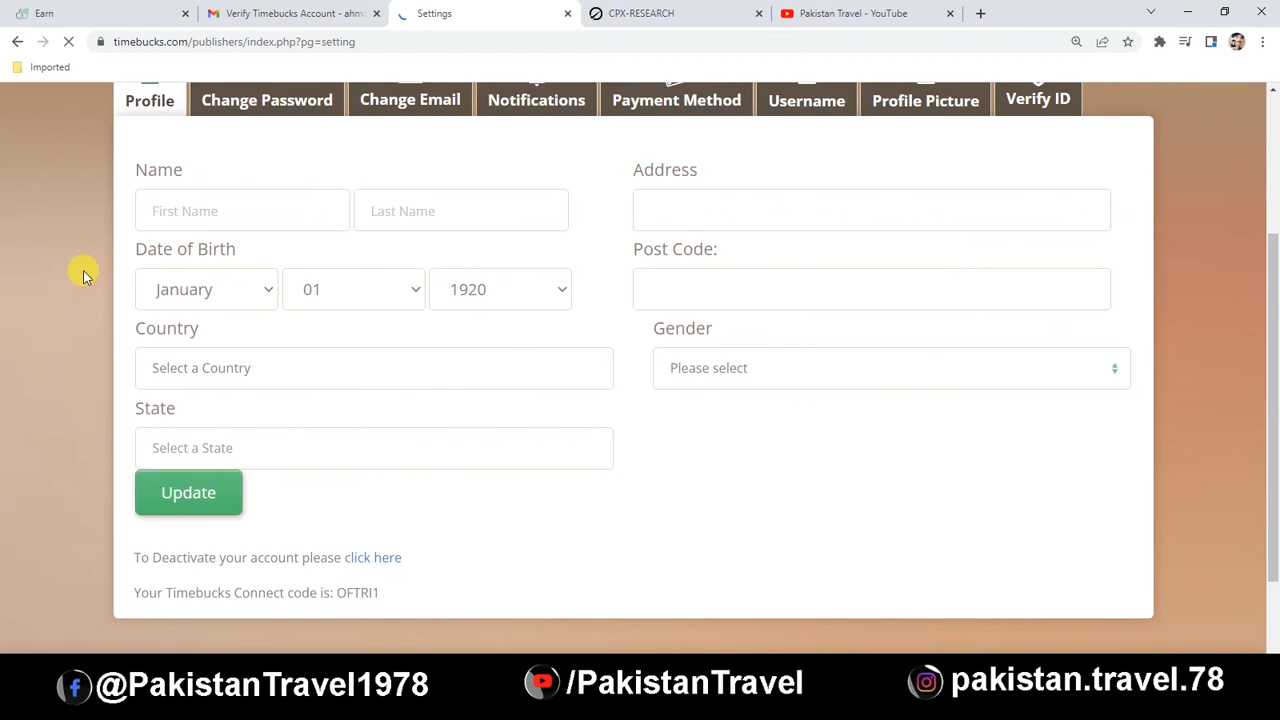 Earn
Verify Timebucks Account - ahma
Settings
CPX-RESEARCH
Pakistan Travel - YouTube
timebucks.com/publishers/index.php?pg=setting
Imported
Profile
Change Password
Change Email
Notifications
Payment Method
Username
Profile Picture
Verify ID
Name
Address
First Name
Last Name
Date of Birth
Post Code:
January
01
1920
Country
Gender
Select a Country
Please select
State
Select a State
Update
To Deactivate your account please click here
Your Timebucks Connect code is: OFTRI1
@PakistanTravel1978
/PakistanTravel
pakistan.travel.78